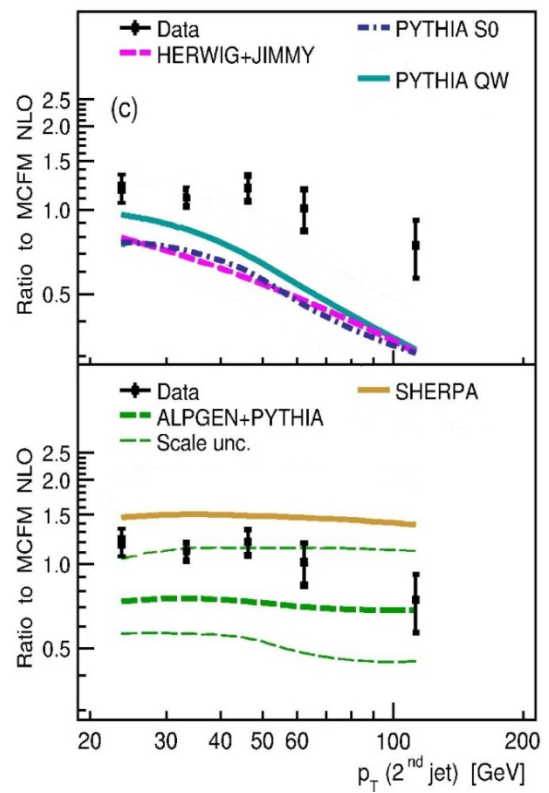 Data
PYTHIA S0
HERWIG+JIMMY
PYTHIA QW
(c)
Ratio to MCFM NLO
2.5
2.0
1.5
1.0
0.5
Data
SHERPA
ALPGEN+PYTHIA
Scale unc.
Ratio to MCFM NLO
2.5
2.0
1.5
1.0
0.5
20 30 40 50 60 100 200
p_T (2^nd jet) [GeV]